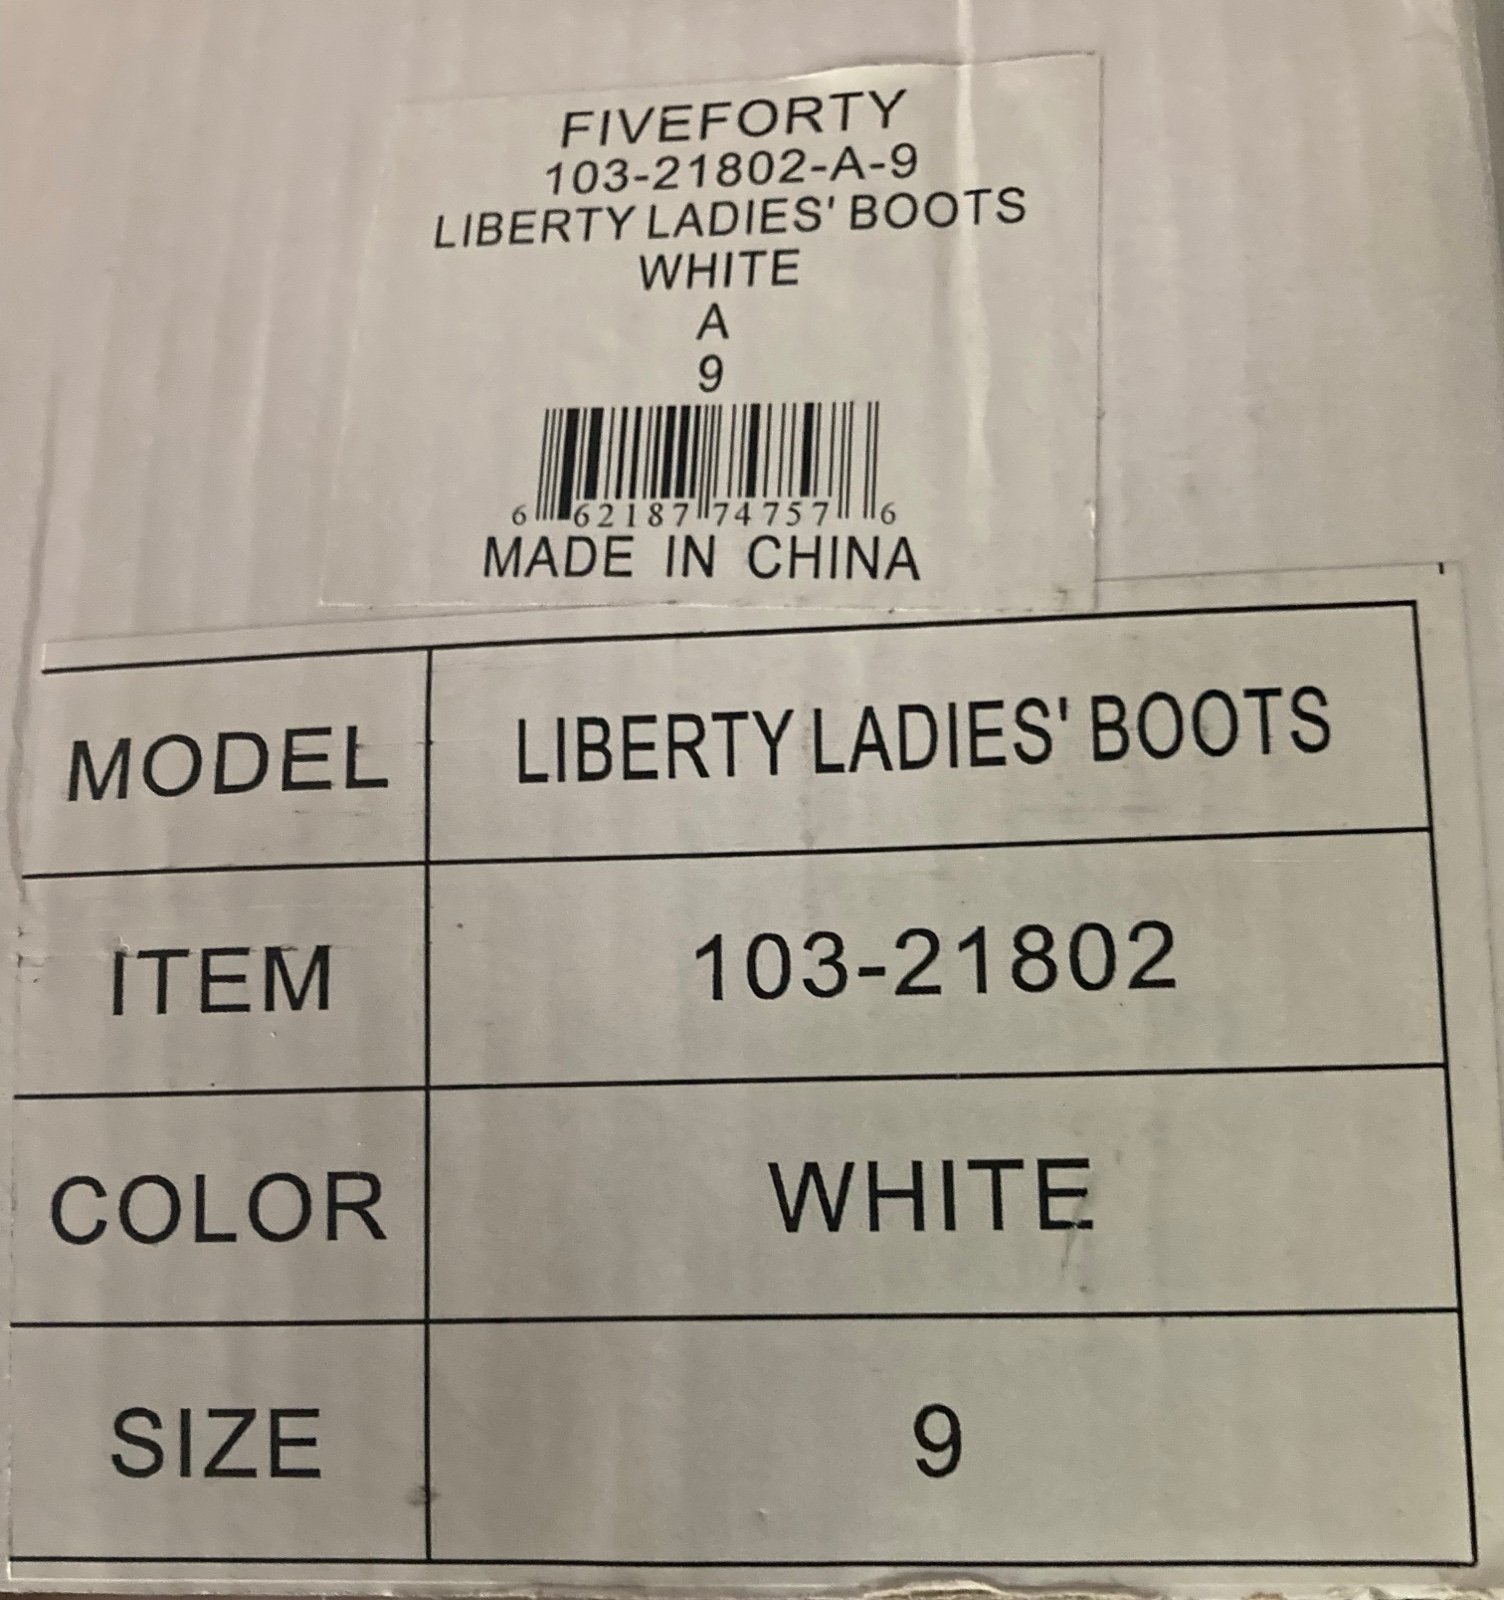 FIVEFORTY
103-21802-A-9
LIBERTY LADIES' BOOTS
WHITE
A
9
6 62187 74757 6
MADE IN CHINA
MODEL LIBERTY LADIES' BOOTS
ITEM 103-21802
COLOR WHITE
SIZE 9